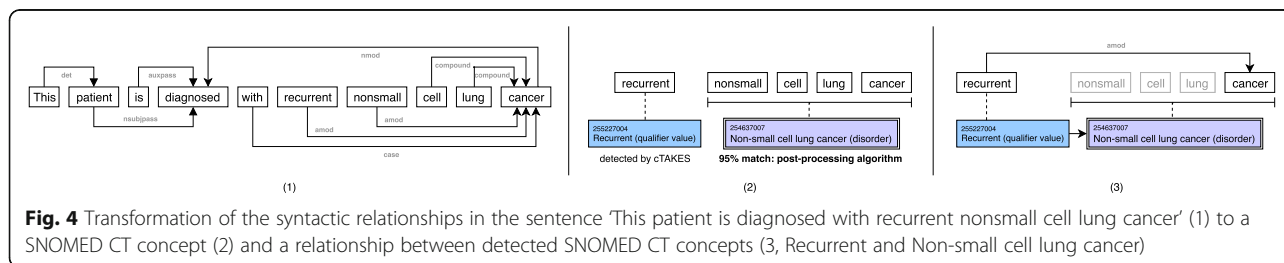 nmod
compound
det
auxpass
compound
This patient is diagnosed with recurrent nonsmall cell lung cancer
nsubjpass
amod
amod
case
(1)
recurrent nonsmall cell lung cancer
255227004
Recurrent (qualifier value)
254637007
Non-small cell lung cancer (disorder)
detected by cTAKES
95% match: post-processing algorithm
(2)
amod
recurrent nonsmall cell lung cancer
255227004
Recurrent (qualifier value)
254637007
Non-small cell lung cancer (disorder)
(3)
Fig. 4 Transformation of the syntactic relationships in the sentence ‘This patient is diagnosed with recurrent nonsmall cell lung cancer’ (1) to a
SNOMED CT concept (2) and a relationship between detected SNOMED CT concepts (3, Recurrent and Non-small cell lung cancer)